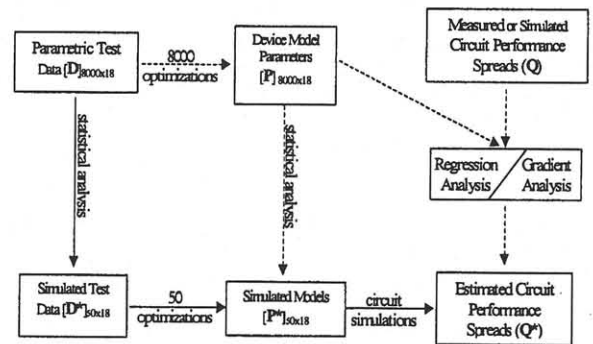 Parametric Test
Data [D]8000x18
8000
optimizations
Device Model
Parameters
[P] 8000x18
Measured or Simulated
Circuit Performance
Spreads (Q)
statistical analysis
statistical analysis
Regression
Analysis
Gradient
Analysis
Simulated Test
Data [D*]50x18
50
optimizations
Simulated Models
[P*]50x18
circuit
simulations
Estimated Circuit
Performance
Spreads (Q*)